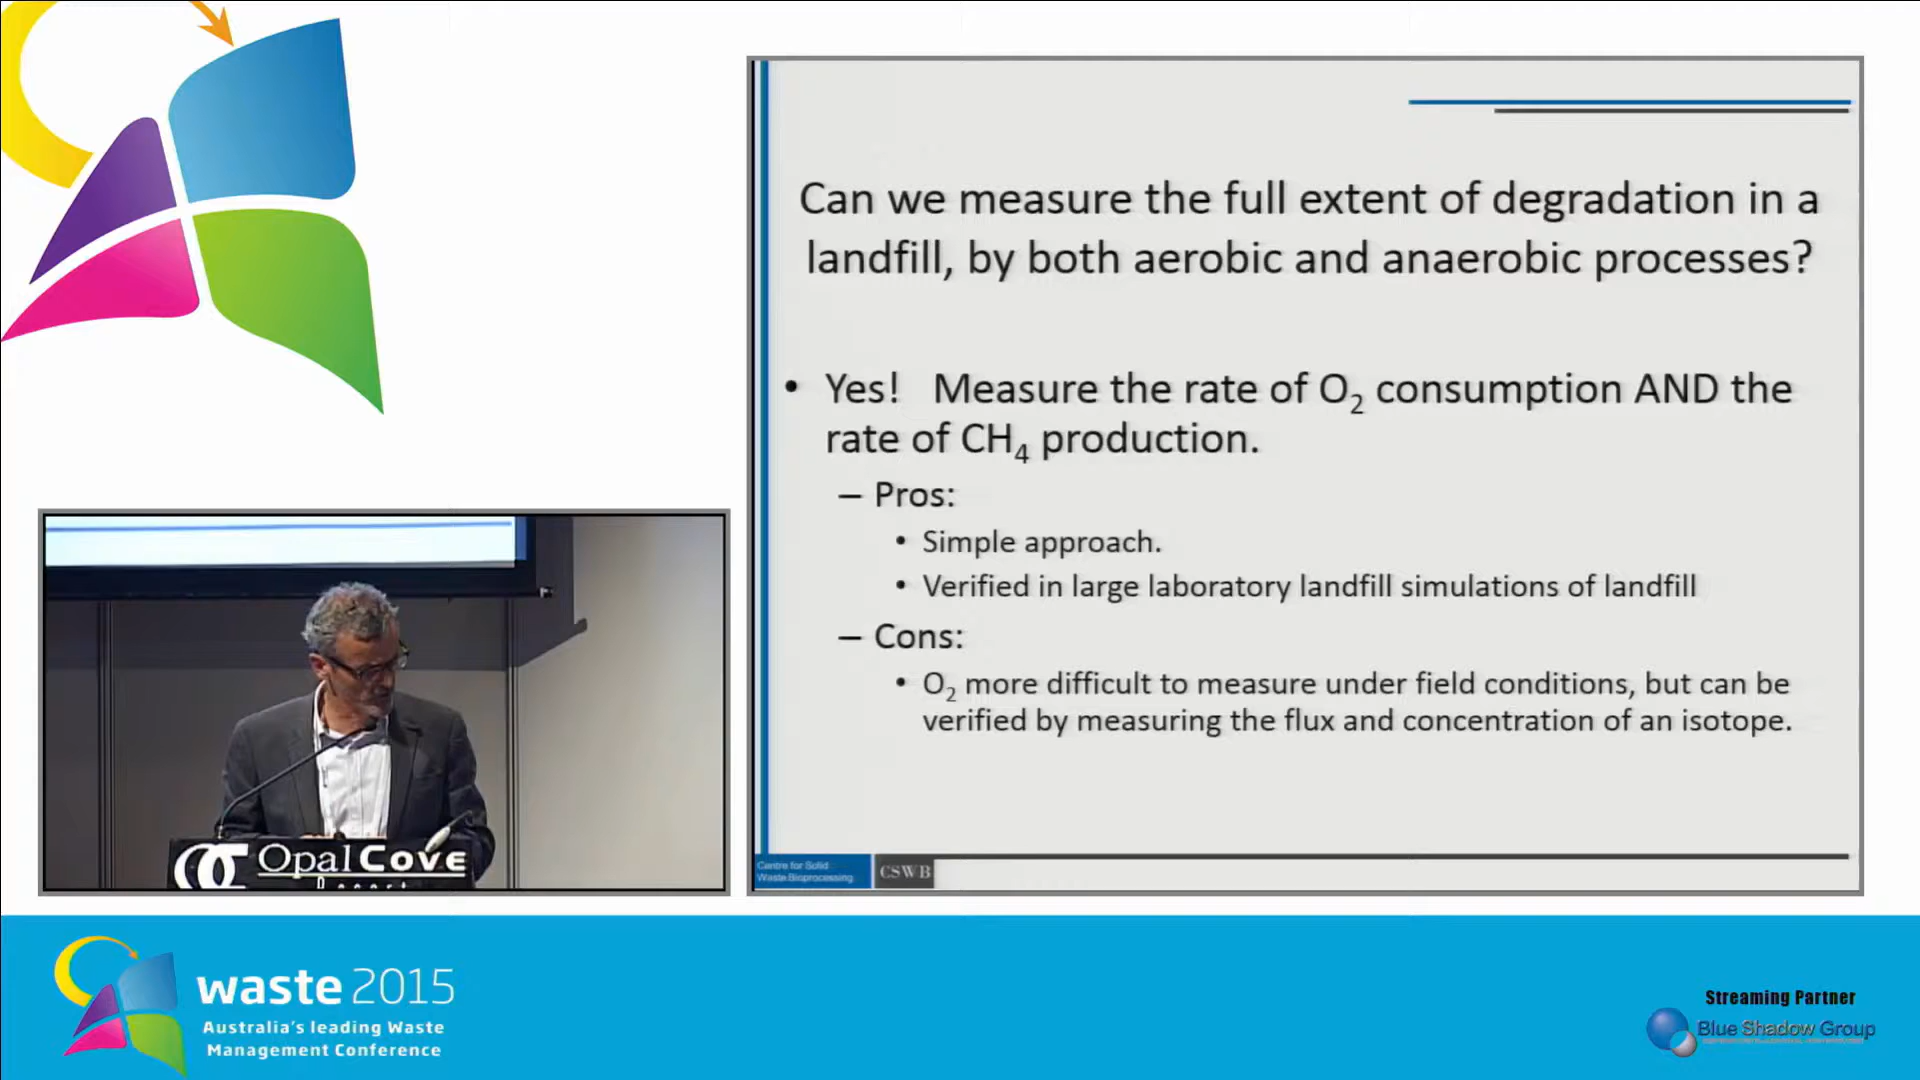 Can we measure the full extent of degradation in a
landfill, by both aerobic and anaerobic processes?
• Yes! Measure the rate of O₂ consumption AND the
rate of CH₄ production.
– Pros:
• Simple approach.
• Verified in large laboratory landfill simulations of landfill
– Cons:
• O₂ more difficult to measure under field conditions, but can be
verified by measuring the flux and concentration of an isotope.
Centre for Solid
Waste Bioprocessing
CSWB
Opal Cove
Resort
waste 2015
Australia's leading Waste
Management Conference
Streaming Partner
Blue Shadow Group